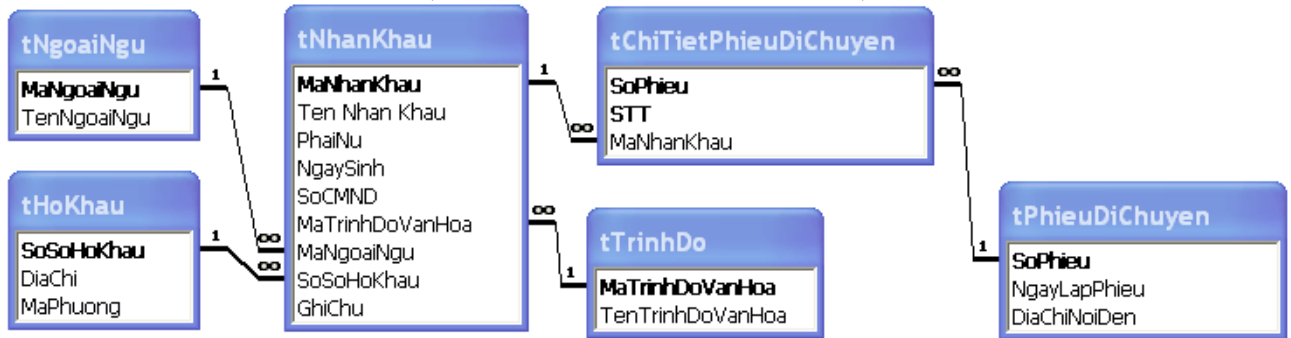 tNgoaiNgu
MaNgoaiNgu
TenNgoaiNgu
tHoKhau
SoSoHoKhau
DiaChi
MaPhuong
1
1
∞
∞
tNhanKhau
MaNhanKhau
Ten Nhan Khau
PhaiNu
NgaySinh
SoCMND
MaTrinhDoVanHoa
MaNgoaiNgu
SoSoHoKhau
GhiChu
1
∞
∞
1
tChiTietPhieuDiChuyen
SoPhieu
STT
MaNhanKhau
tTrinhDo
MaTrinhDoVanHoa
TenTrinhDoVanHoa
∞
1
tPhieuDiChuyen
SoPhieu
NgayLapPhieu
DiaChiNoiDen